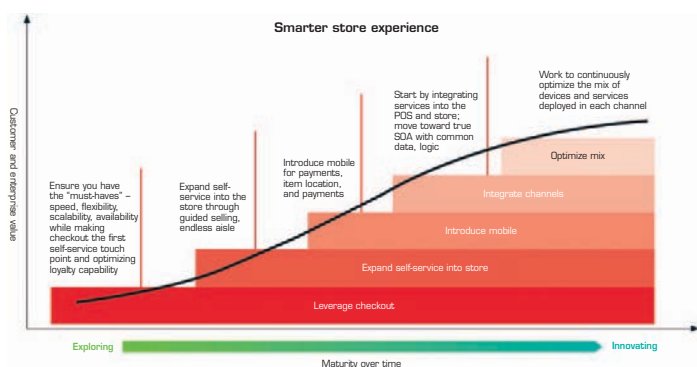 Smarter store experience
Customer and enterprise value
Ensure you have
the "must-haves" –
speed, flexibility,
scalability, availability
while making
checkout the first
self-service touch
point and optimizing
loyalty capability
Expand self-
service into the
store through
guided selling,
endless aisle
Introduce mobile
for payments,
item location,
and payments
Start by integrating
services into the
POS and store;
move toward true
SOA with common
data, logic
Work to continuously
optimize the mix of
devices and services
deployed in each channel
Optimize mix
Integrate channels
Introduce mobile
Expand self-service into store
Leverage checkout
Exploring
Innovating
Maturity over time